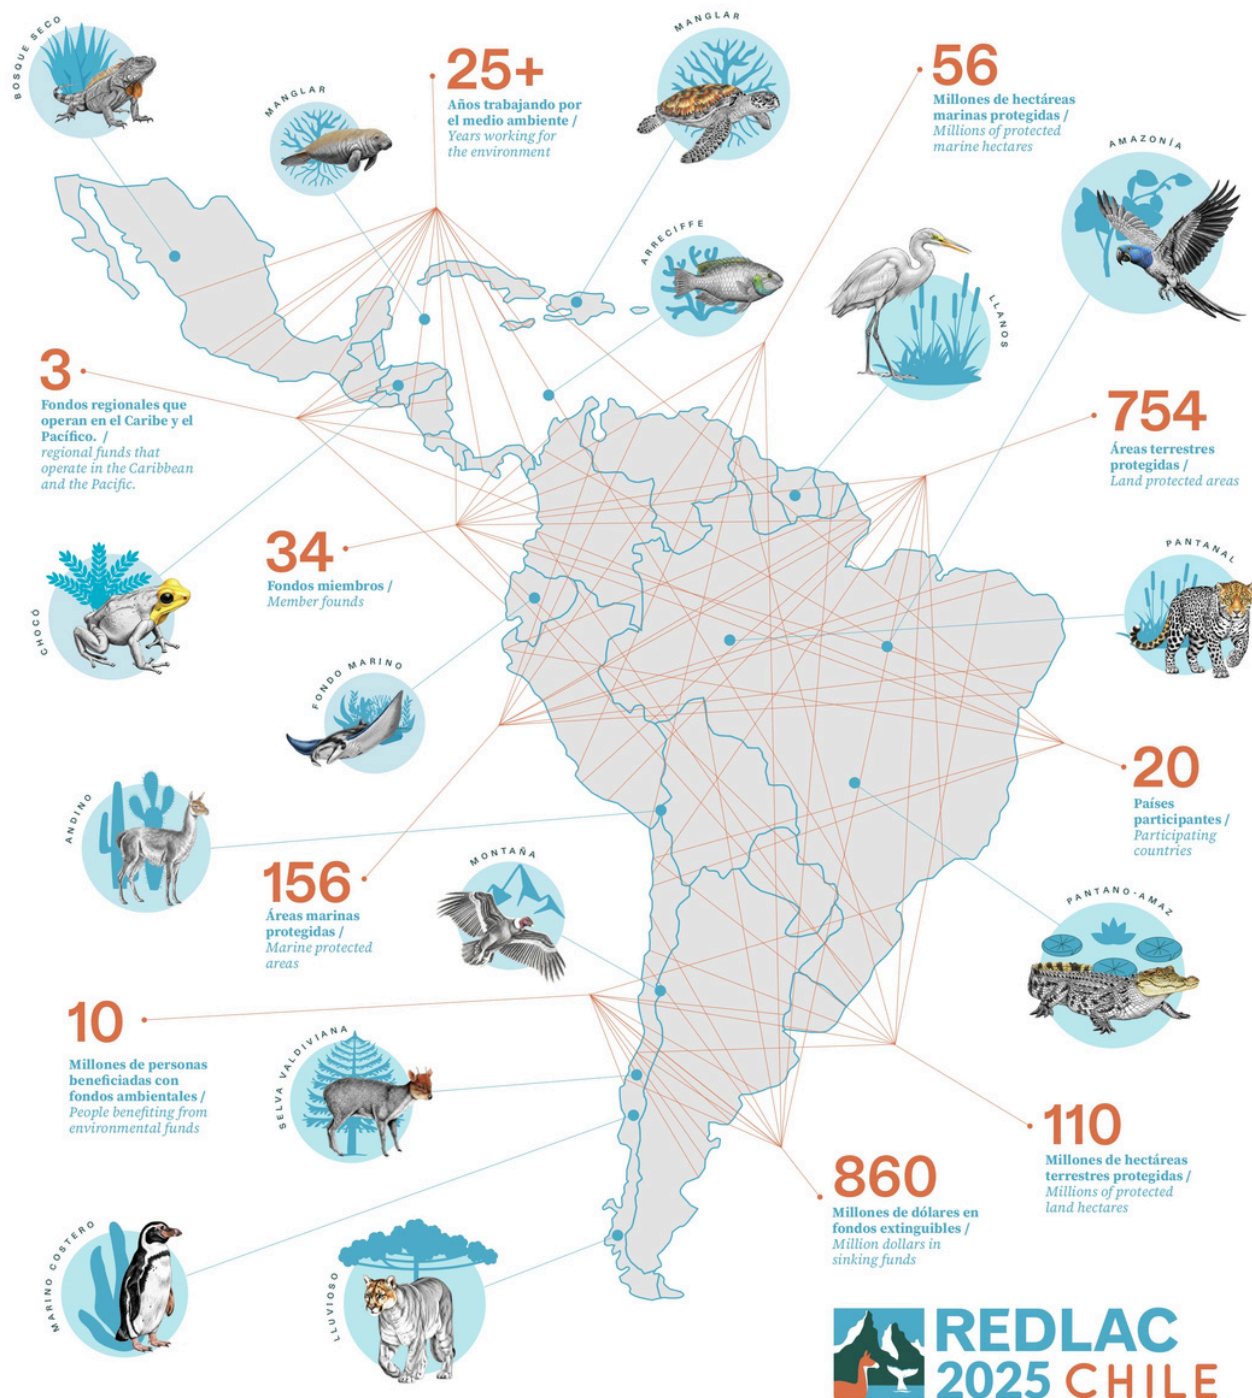 BOSQUE SECO
MANGLAR
25+
Años trabajando por
el medio ambiente /
Years working for
the environment
MANGLAR
56
Millones de hectáreas
marinas protegidas /
Millions of protected
marine hectares
AMAZONÍA
ARRECIFFE
LLANOS
3
Fondos regionales que
operan en el Caribe y el
Pacífico. /
regional funds that
operate in the Caribbean
and the Pacific.
754
Áreas terrestres
protegidas /
Land protected areas
34
Fondos miembros /
Member founds
PANTANAL
CHOCÓ
FONDO MARINO
20
Países
participantes /
Participating
countries
ANDINO
156
Áreas marinas
protegidas /
Marine protected
areas
MONTAÑA
PANTANO-AMAZ
10
Millones de personas
beneficiadas con
fondos ambientales /
People benefiting from
environmental funds
SELVA VALDIVIANA
110
Millones de hectáreas
terrestres protegidas /
Millions of protected
land hectares
860
Millones de dólares en
fondos extinguibles /
Million dollars in
sinking funds
MARINO COSTERO
LLUVIOSO
REDLAC
2025 CHILE